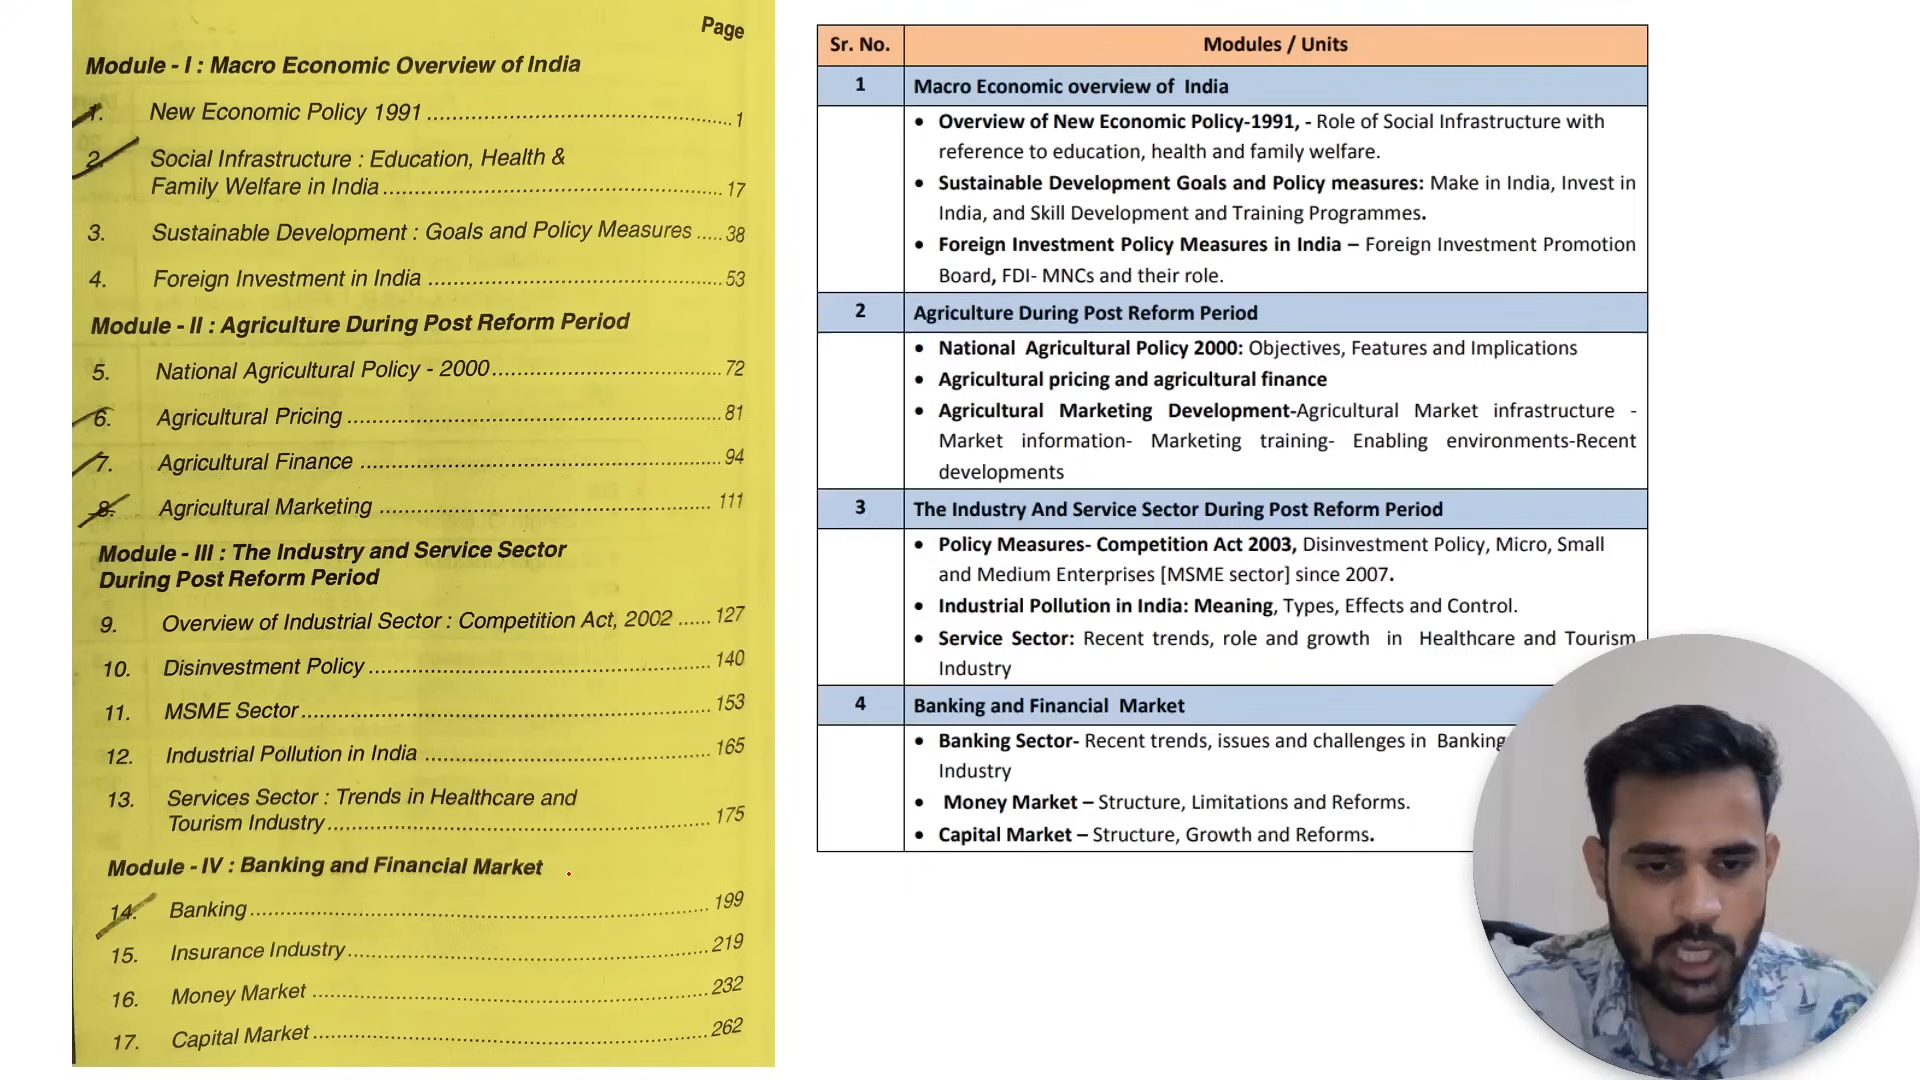 Page
Module - I : Macro Economic Overview of India
1. New Economic Policy 1991 ........................................................1
2. Social Infrastructure : Education, Health &
Family Welfare in India ........................................................ 17
3. Sustainable Development : Goals and Policy Measures .....38
4. Foreign Investment in India ..................................................53
Module - II : Agriculture During Post Reform Period
5. National Agricultural Policy - 2000.......................................72
6. Agricultural Pricing ...............................................................81
7. Agricultural Finance ............................................................. 94
8. Agricultural Marketing ........................................................ 111
Module - III : The Industry and Service Sector
During Post Reform Period
9. Overview of Industrial Sector : Competition Act, 2002 ...... 127
10. Disinvestment Policy .......................................................... 140
11. MSME Sector ..................................................................... 153
12. Industrial Pollution in India ................................................. 165
13. Services Sector : Trends in Healthcare and
Tourism Industry ................................................................. 175
Module - IV : Banking and Financial Market
14. Banking .............................................................................. 199
15. Insurance Industry ............................................................. 219
16. Money Market .................................................................... 232
17. Capital Market .................................................................... 262
Sr. No. Modules / Units
1 Macro Economic overview of India
• Overview of New Economic Policy-1991, - Role of Social Infrastructure with
reference to education, health and family welfare.
• Sustainable Development Goals and Policy measures: Make in India, Invest in
India, and Skill Development and Training Programmes.
• Foreign Investment Policy Measures in India – Foreign Investment Promotion
Board, FDI- MNCs and their role.
2 Agriculture During Post Reform Period
• National Agricultural Policy 2000: Objectives, Features and Implications
• Agricultural pricing and agricultural finance
• Agricultural Marketing Development-Agricultural Market infrastructure -
Market information- Marketing training- Enabling environments-Recent
developments
3 The Industry And Service Sector During Post Reform Period
• Policy Measures- Competition Act 2003, Disinvestment Policy, Micro, Small
and Medium Enterprises [MSME sector] since 2007.
• Industrial Pollution in India: Meaning, Types, Effects and Control.
• Service Sector: Recent trends, role and growth in Healthcare and Tourism
Industry
4 Banking and Financial Market
• Banking Sector- Recent trends, issues and challenges in Banking
Industry
• Money Market – Structure, Limitations and Reforms.
• Capital Market – Structure, Growth and Reforms.